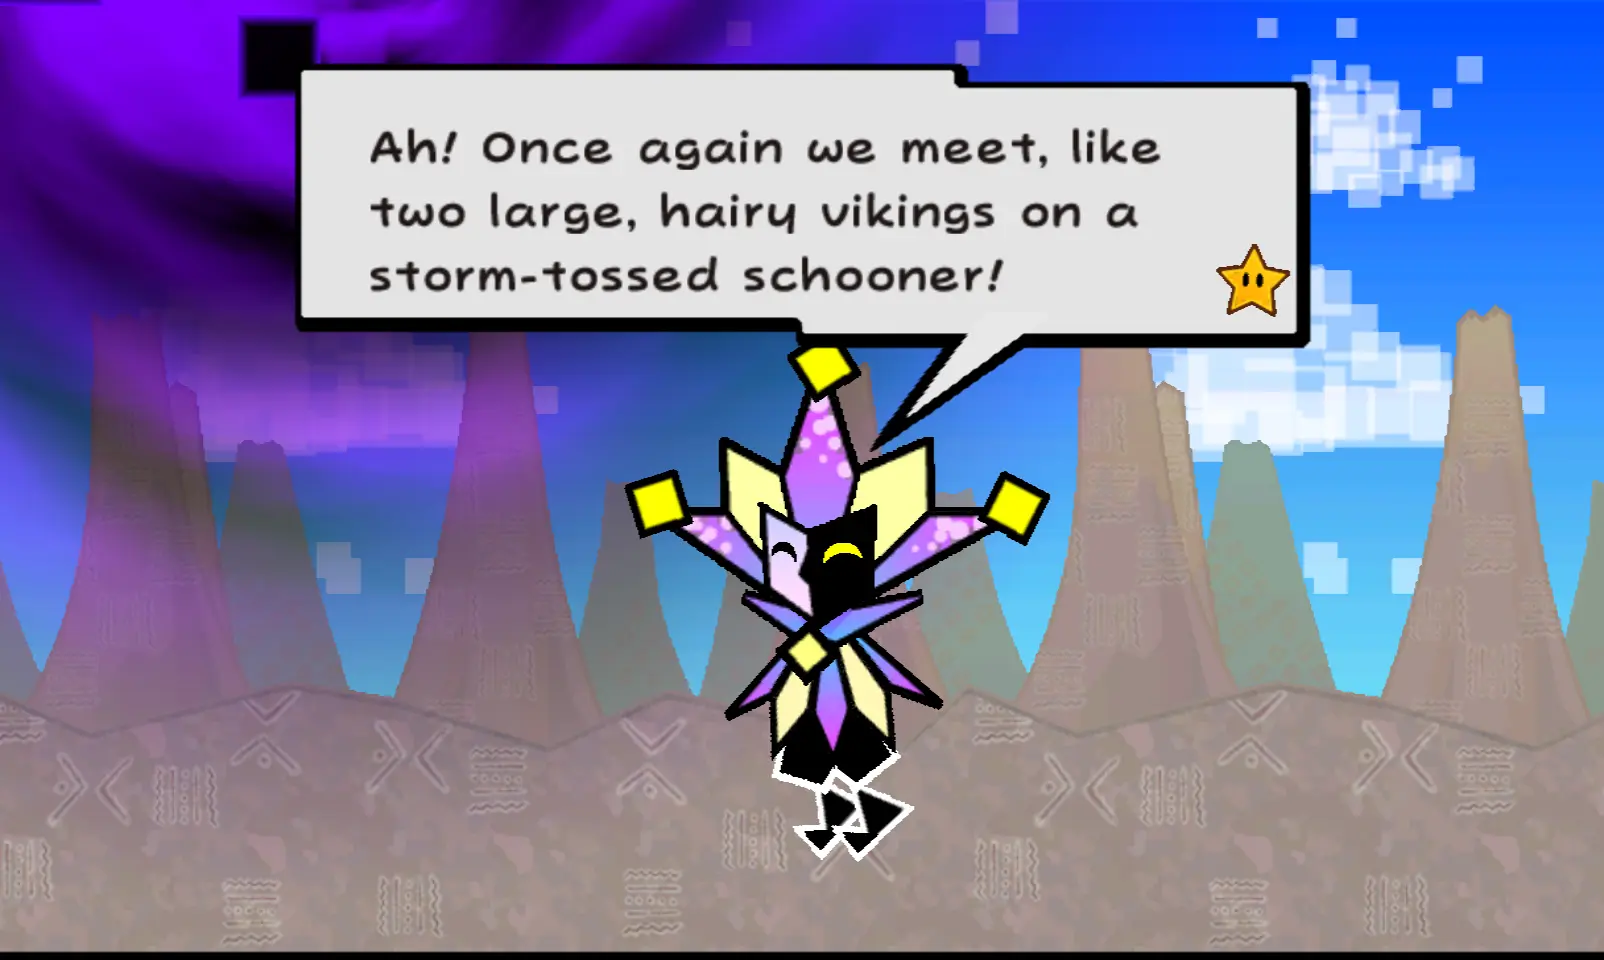 Ah! Once again we meet, like
two large, hairy vikings on a
storm-tossed schooner!